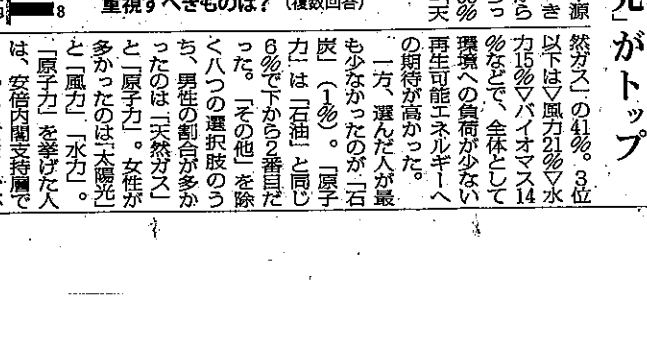 がトップ
然ガス」の41％。3位
以下は▽風力21％▽水
力15％▽バイオマス14
％などで、全体として
環境への負荷が少ない
再生可能エネルギーへ
の期待が高かった。
一方、選んだ人が最
も少なかったのが「石
炭」（1％）。「原子
力」は「石油」と同じ
6％で下から2番目だ
った。「その他」を除
く八つの選択肢のう
ち、男性の割合が多か
ったのは「天然ガス」
と「原子力」。女性が
多かったのは「太陽光」
と「風力」「水力」。
「原子力」を挙げた人
は、安倍内閣支持層で
重視すべきものは？（複数回答）
8